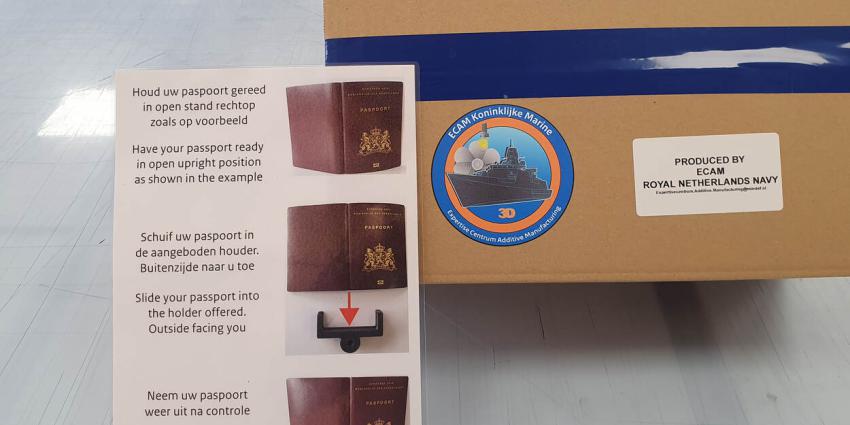 Houd uw paspoort gereed
in open stand rechtop
zoals op voorbeeld
Have your passport ready
in open upright position
as shown in the example
PASPOORT
Schuif uw paspoort in
de aangeboden houder.
Buitenzijde naar u toe
Slide your passport into
the holder offered.
Outside facing you
PASPOORT
Neem uw paspoort
weer uit na controle
PASPOORT
ECAM Koninklijke Marine
3D
Expertise Centrum Additive Manufacturing
PRODUCED BY
ECAM
ROYAL NETHERLANDS NAVY